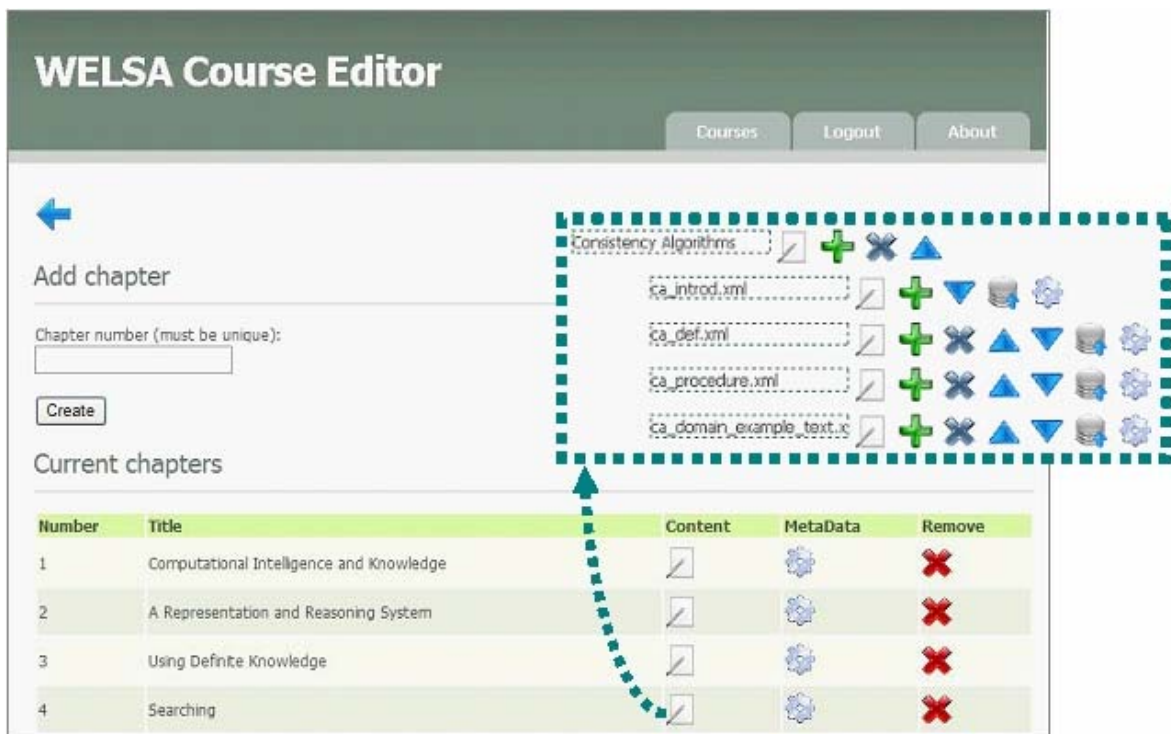 WELSA Course Editor
Courses Logout About
Consistency Algorithms
ca_introd.xml
ca_def.xml
ca_procedure.xml
ca_domain_example_text.x
Add chapter
Chapter number (must be unique):
Create
Current chapters
Number Title Content MetaData Remove
1 Computational Intelligence and Knowledge
2 A Representation and Reasoning System
3 Using Definite Knowledge
4 Searching